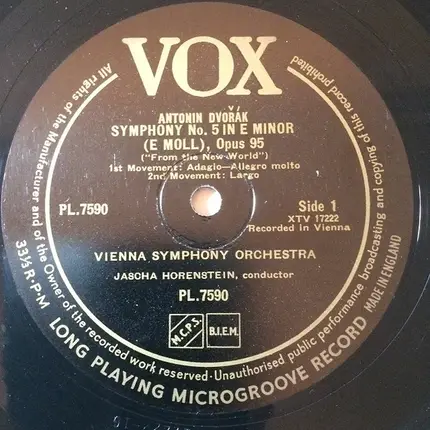 VOX
ANTONIN DVOŘÁK
SYMPHONY No. 5 IN E MINOR
(E MOLL), Opus 95
("From the New World")
1st Movement: Adagio—Allegro molto
2nd Movement: Largo
PL.7590
Side 1
XTV 17222
Recorded in Vienna
VIENNA SYMPHONY ORCHESTRA
JASCHA HORENSTEIN, conductor
PL.7590
M.C.P.S.
B.I.E.M.
All rights of the Manufacturer and of the Owner of the recorded work reserved · Unauthorised public performance broadcasting and copying of this record prohibited
33⅓ R.P.M
LONG PLAYING MICROGROOVE RECORD
MADE IN ENGLAND